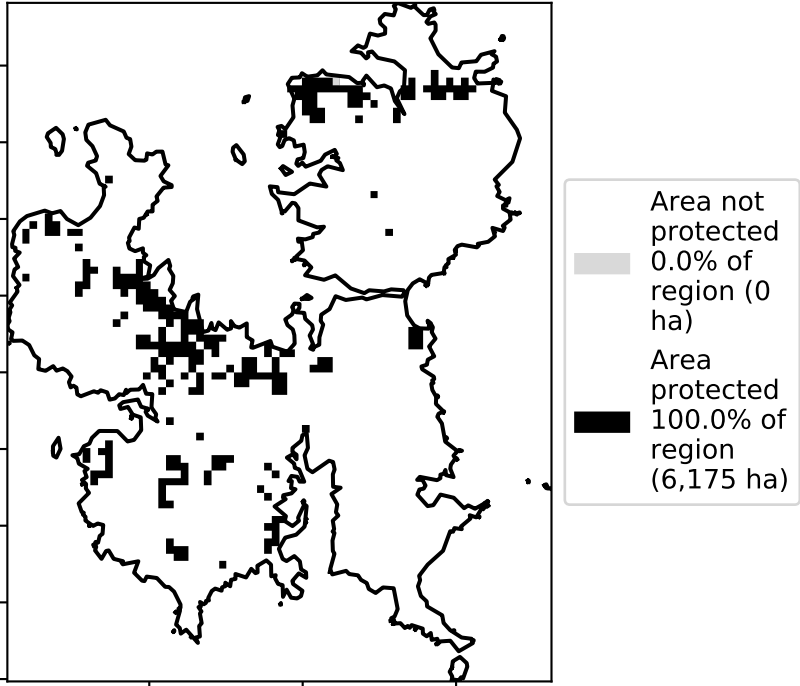 Area not
protected
0.0% of
region (0
ha)
Area
protected
100.0% of
region
(6,175 ha)